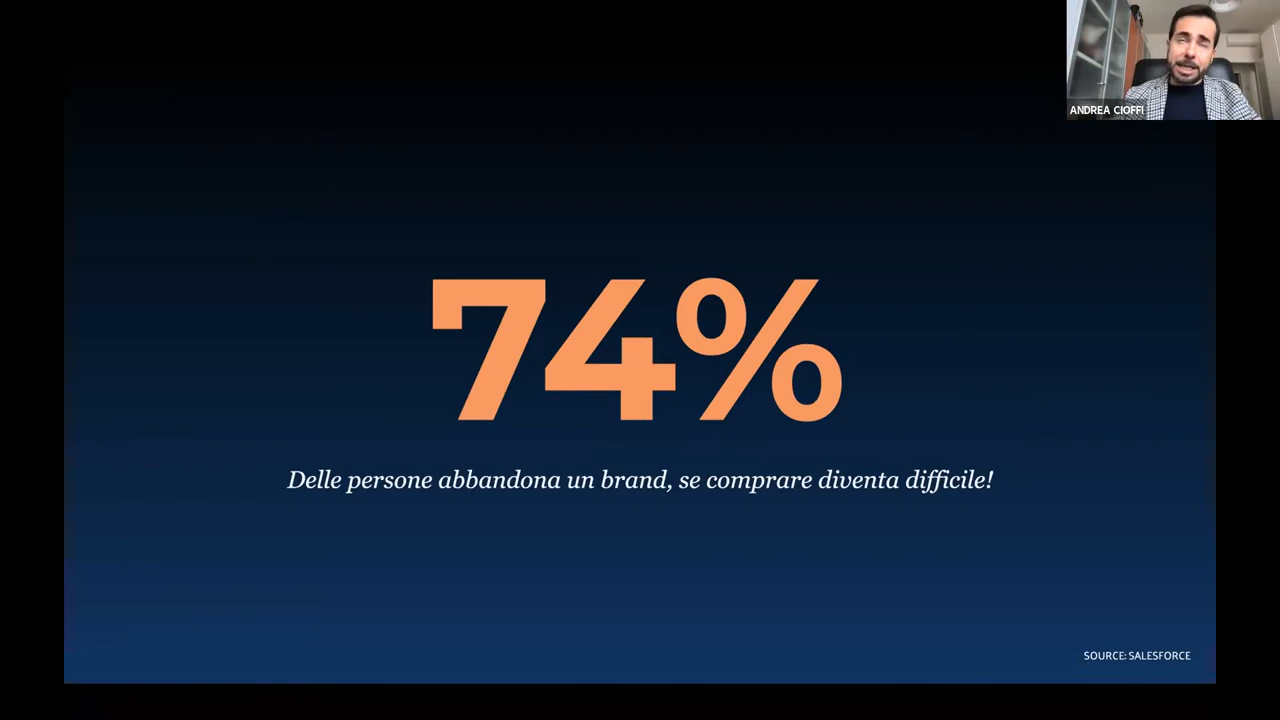 ANDREA CIOFFI
74%
Delle persone abbandona un brand, se comprare diventa difficile!
SOURCE: SALESFORCE